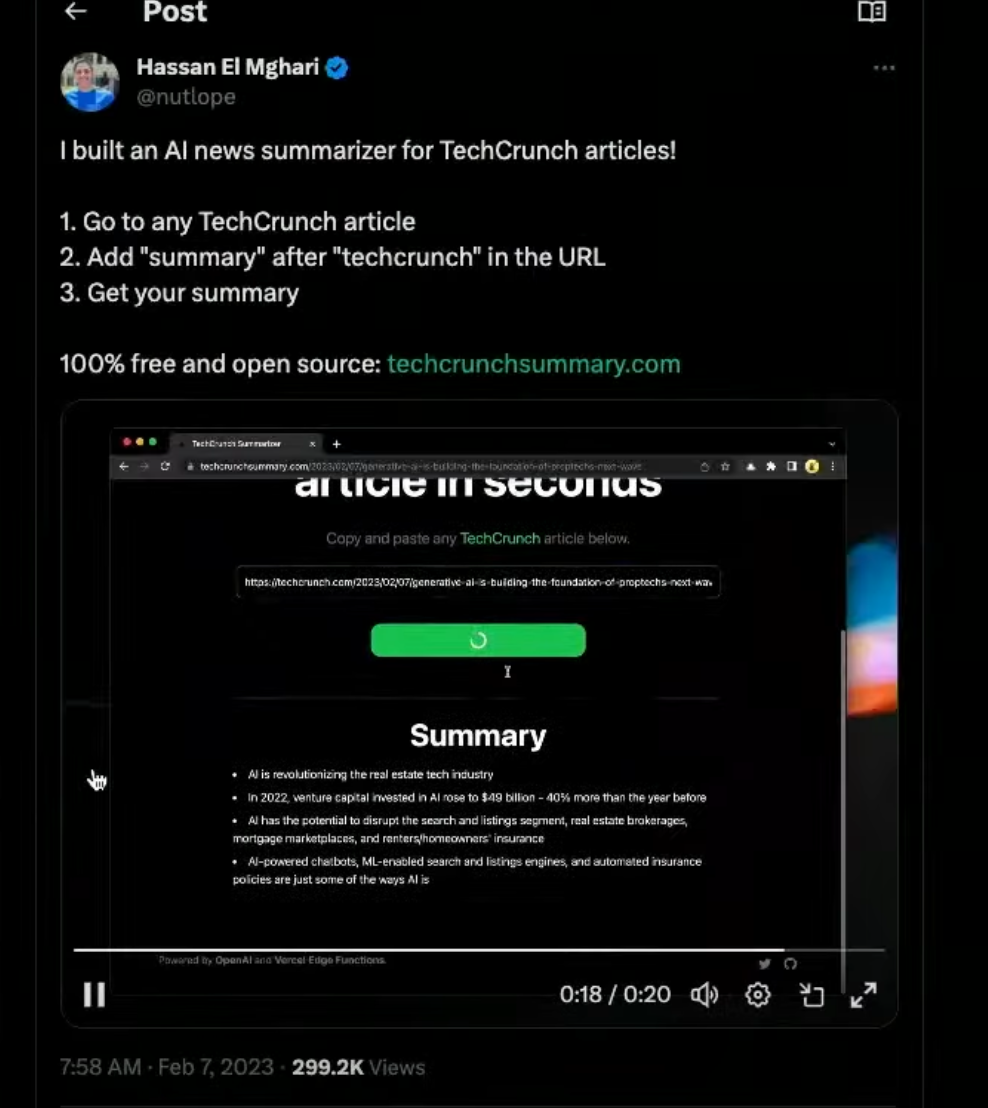 Post
Hassan El Mghari
@nutlope
I built an AI news summarizer for TechCrunch articles!
1. Go to any TechCrunch article
2. Add "summary" after "techcrunch" in the URL
3. Get your summary
100% free and open source: techcrunchsummary.com
TechCrunch Summarizer
techcrunchsummary.com/2023/02/07/generative-ai-is-building-the-foundation-of-proptechs-next-wave
article in seconds
Copy and paste any TechCrunch article below.
https://techcrunch.com/2023/02/07/generative-ai-is-building-the-foundation-of-proptechs-next-wav
Summary
• AI is revolutionizing the real estate tech industry
• In 2022, venture capital invested in AI rose to $49 billion - 40% more than the year before
• AI has the potential to disrupt the search and listings segment, real estate brokerages,
mortgage marketplaces, and renters/homeowners' insurance
• AI-powered chatbots, ML-enabled search and listings engines, and automated insurance
policies are just some of the ways AI is
Powered by OpenAI and Vercel Edge Functions.
0:18 / 0:20
7:58 AM · Feb 7, 2023 · 299.2K Views